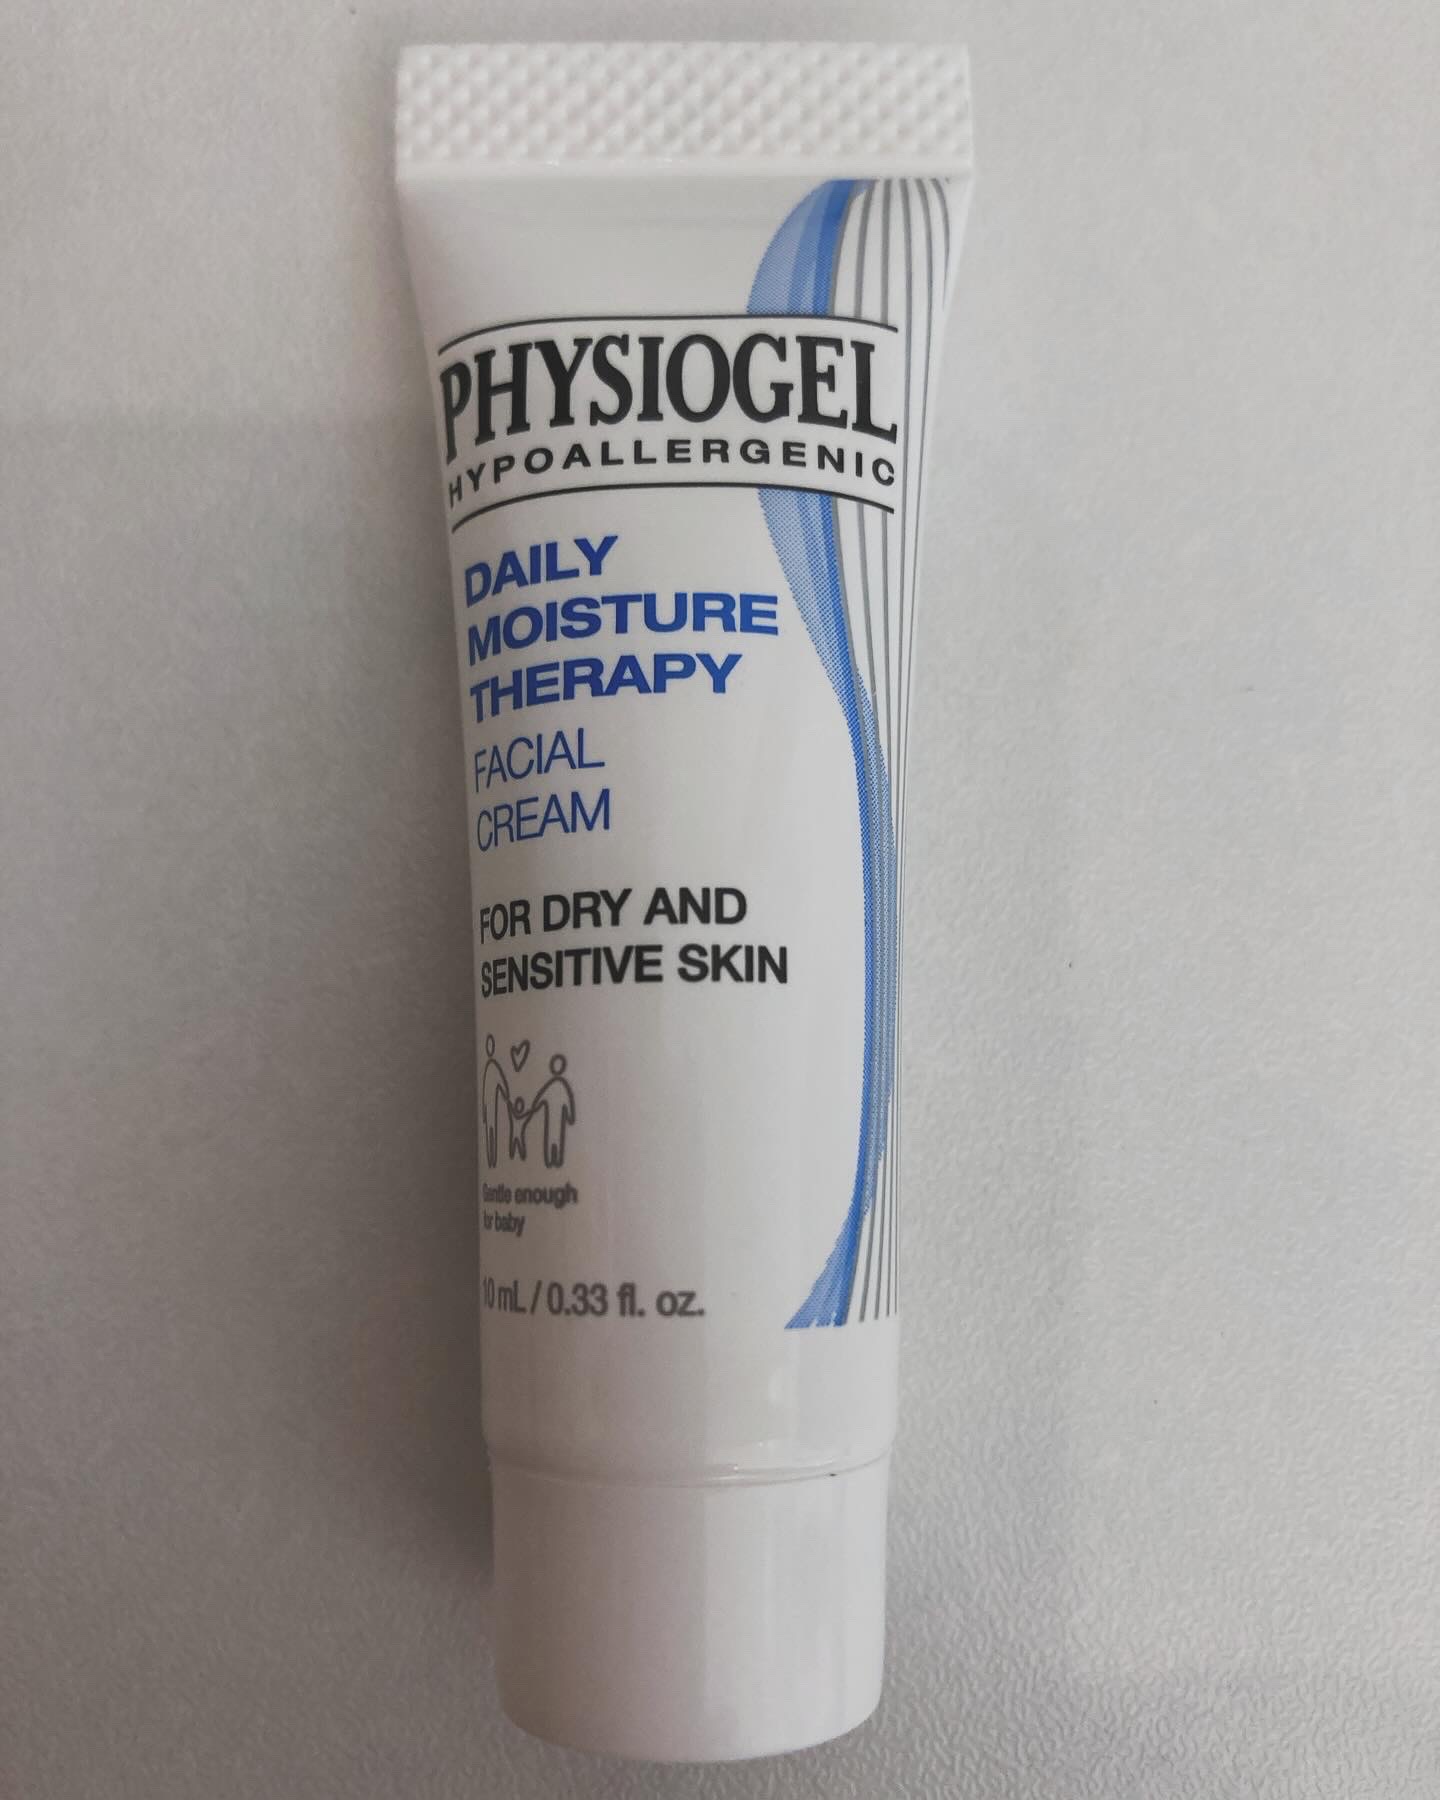 PHYSIOGEL
HYPOALLERGENIC
DAILY
MOISTURE
THERAPY
FACIAL
CREAM
FOR DRY AND
SENSITIVE SKIN
Gentle enough
for baby
10 mL / 0.33 fl. oz.